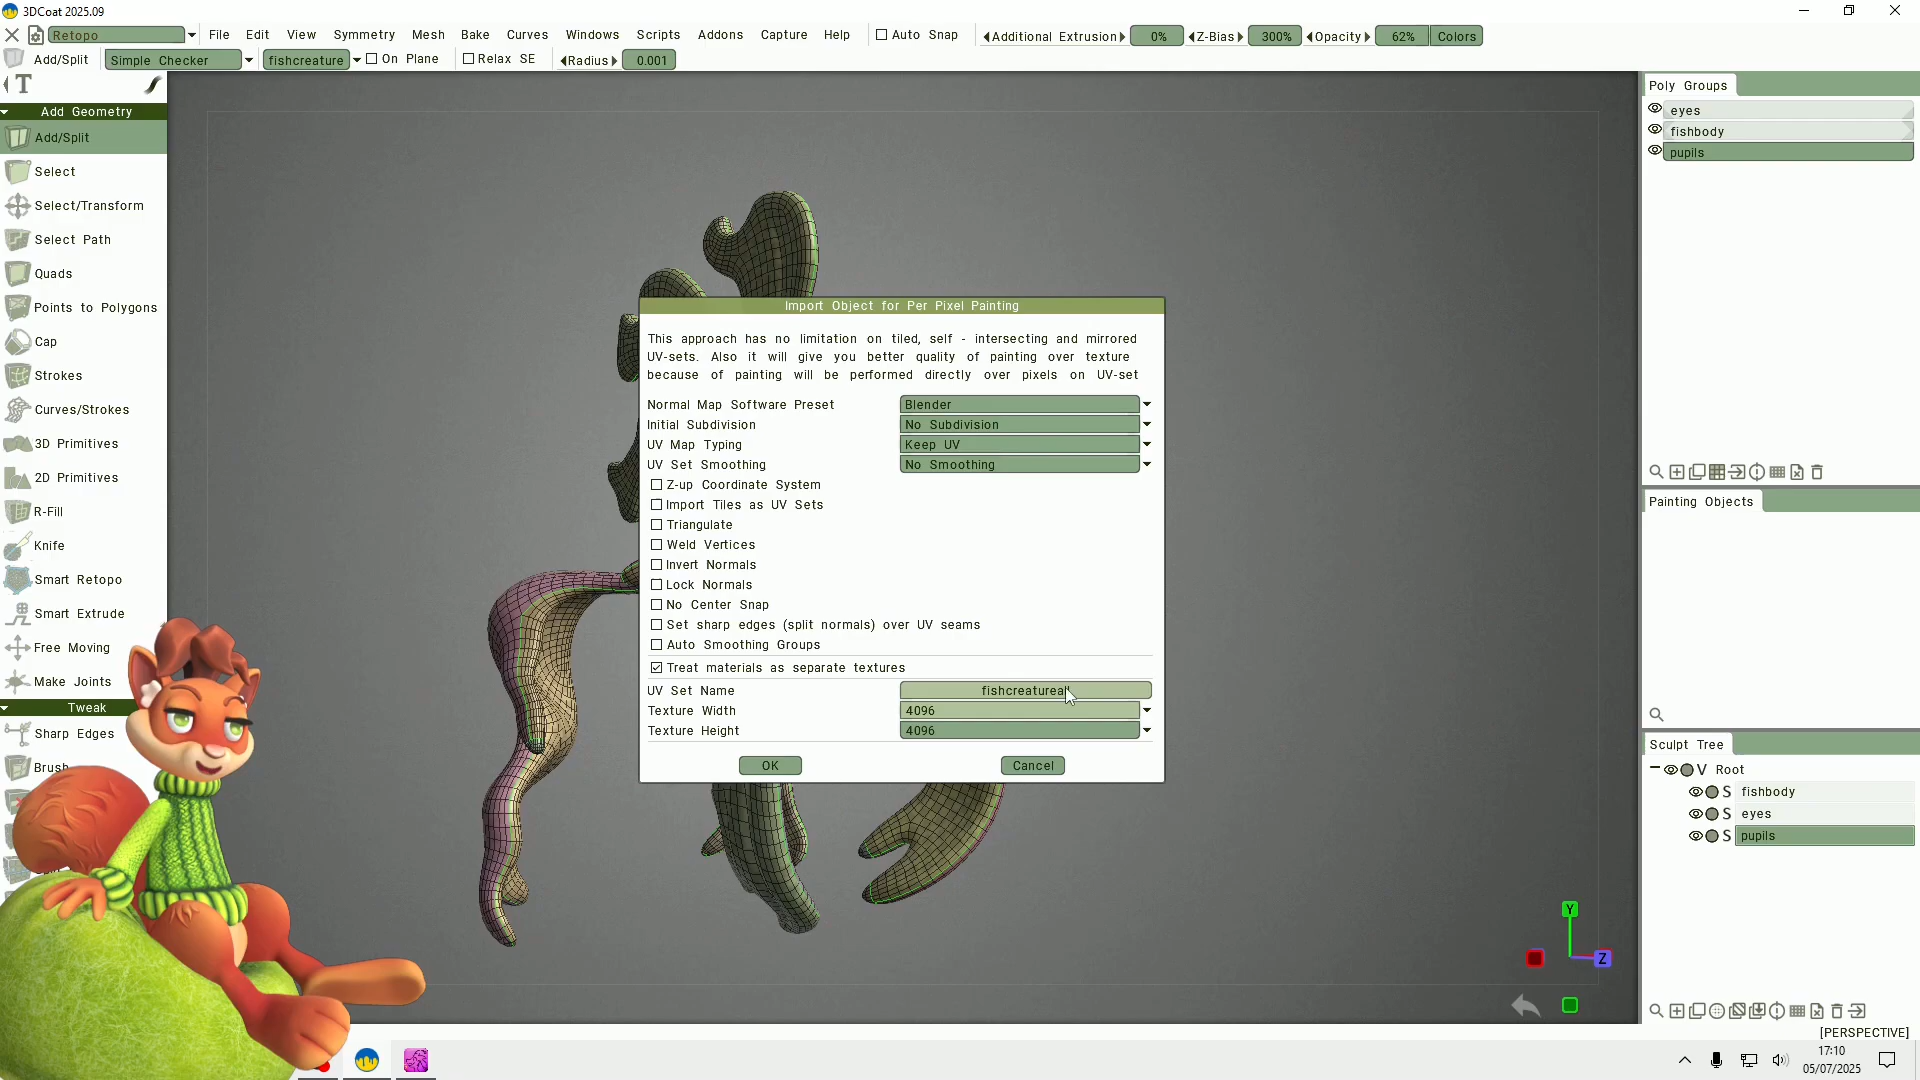 3DCoat 2025.09
Retopo File Edit View Symmetry Mesh Bake Curves Windows Scripts Addons Capture Help Auto Snap Additional Extrusion 0% Z-Bias 300% Opacity 62% Colors
Add/Split Simple Checker fishcreature On Plane Relax SE Radius 0.001
T
Add Geometry
Add/Split
Select
Select/Transform
Select Path
Quads
Points to Polygons
Cap
Strokes
Curves/Strokes
3D Primitives
2D Primitives
R-Fill
Knife
Smart Retopo
Smart Extrude
Free Moving
Make Joints
Tweak
Sharp Edges
Brush
Import Object for Per Pixel Painting
This approach has no limitation on tiled, self - intersecting and mirrored
UV-sets. Also it will give you better quality of painting over texture
because of painting will be performed directly over pixels on UV-set
Normal Map Software Preset Blender
Initial Subdivision No Subdivision
UV Map Typing Keep UV
UV Set Smoothing No Smoothing
Z-up Coordinate System
Import Tiles as UV Sets
Triangulate
Weld Vertices
Invert Normals
Lock Normals
No Center Snap
Set sharp edges (split normals) over UV seams
Auto Smoothing Groups
Treat materials as separate textures
UV Set Name
Texture Width 4096
Texture Height 4096
OK Cancel
Poly Groups
eyes
fishbody
pupils
Painting Objects
Sculpt Tree
V Root
S fishbody
S eyes
S pupils
Y
Z
[PERSPECTIVE]
17:10
05/07/2025